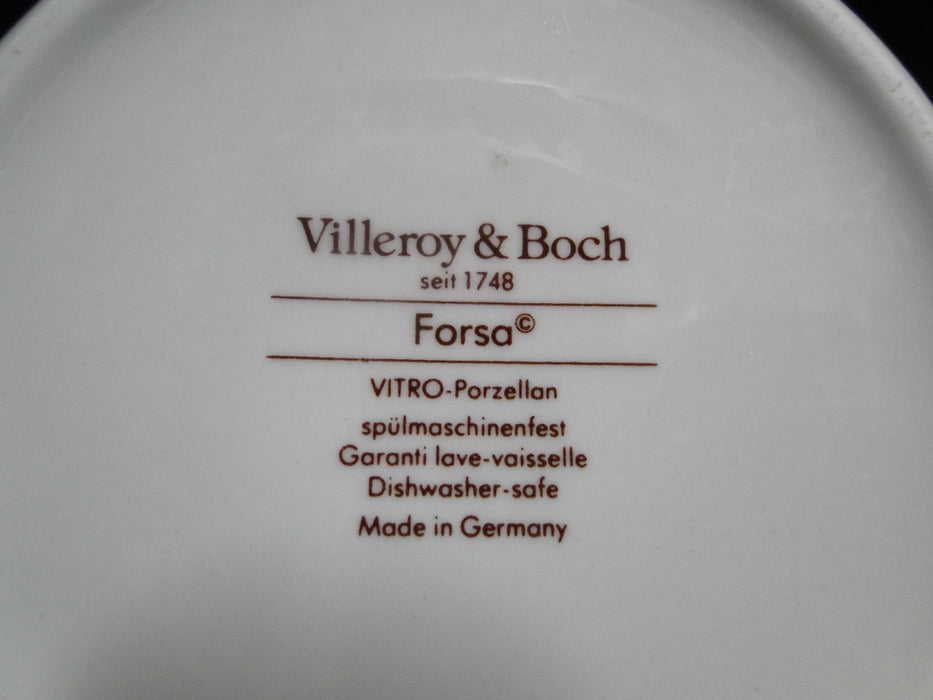 Villeroy & Boch
seit 1748
Forsa©
VITRO-Porzellan
spülmaschinenfest
Garanti lave-vaisselle
Dishwasher-safe
Made in Germany